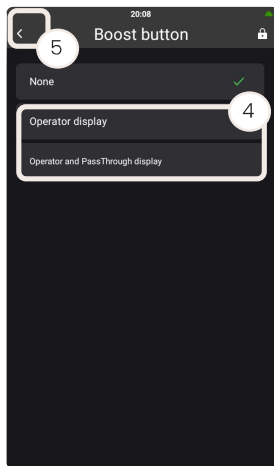 20:08
Boost button
5
None
4
Operator display
Operator and PassThrough display